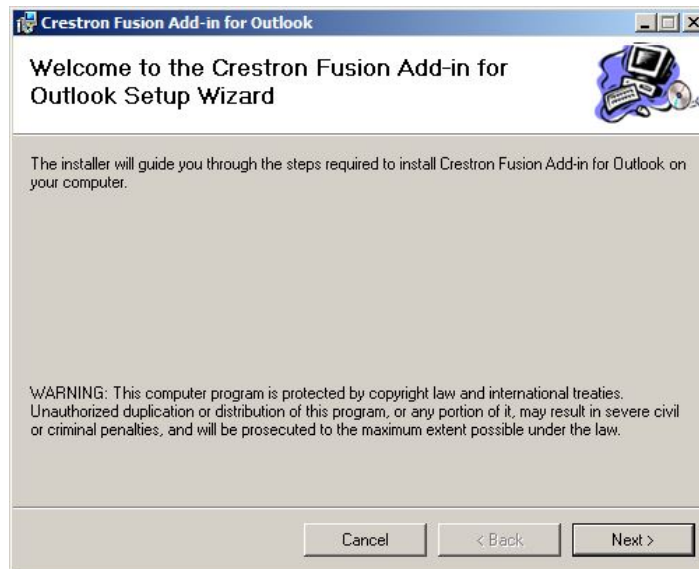 Crestron Fusion Add-in for Outlook
Welcome to the Crestron Fusion Add-in for
Outlook Setup Wizard
The installer will guide you through the steps required to install Crestron Fusion Add-in for Outlook on
your computer.
WARNING: This computer program is protected by copyright law and international treaties.
Unauthorized duplication or distribution of this program, or any portion of it, may result in severe civil
or criminal penalties, and will be prosecuted to the maximum extent possible under the law.
Cancel
< Back
Next >